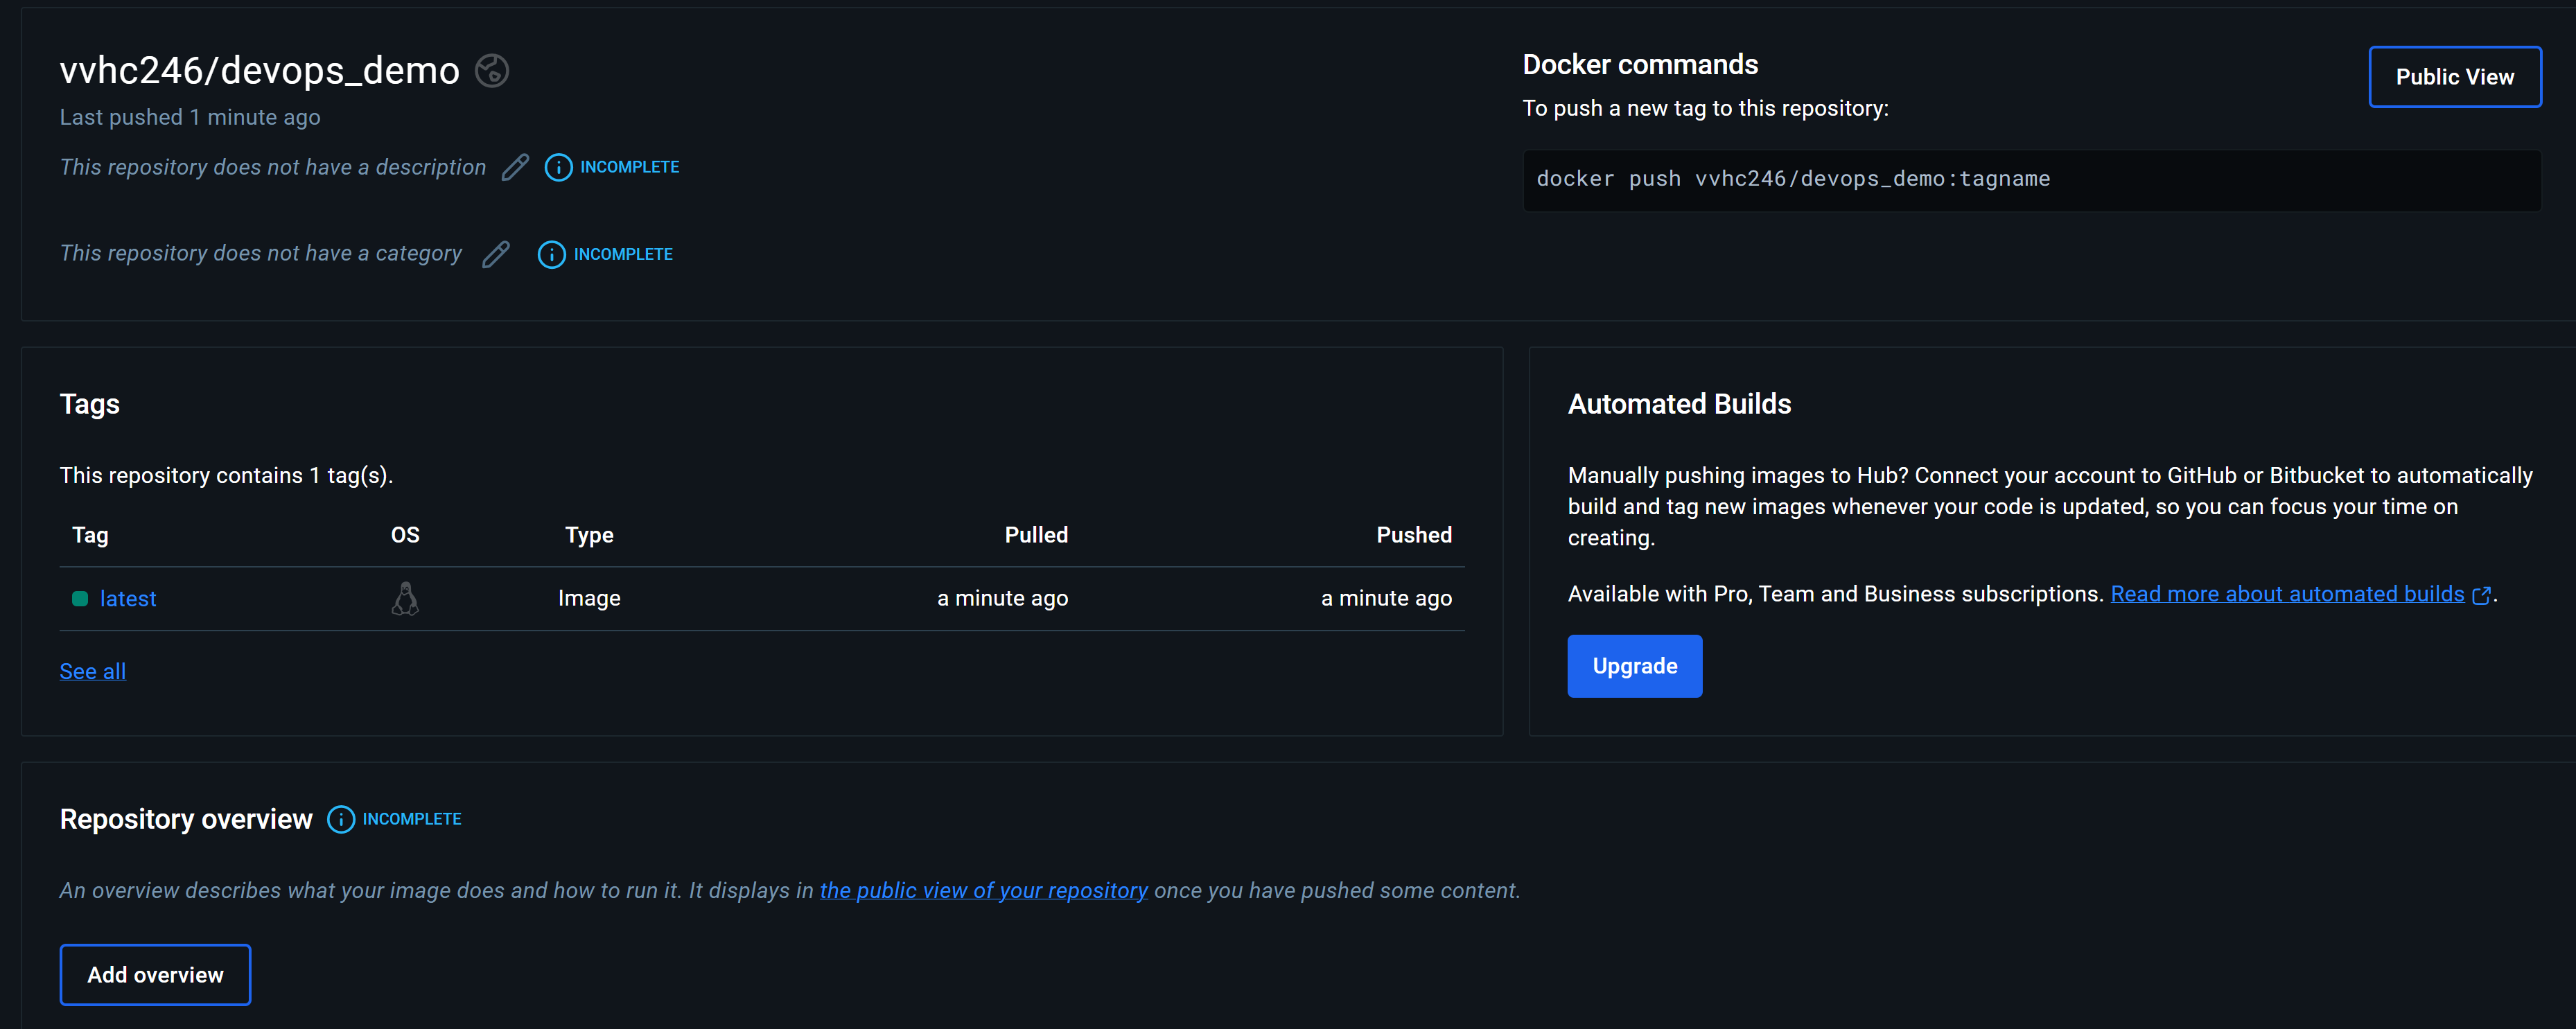 vvhc246/devops_demo
Last pushed 1 minute ago
This repository does not have a description INCOMPLETE
This repository does not have a category INCOMPLETE
Docker commands
To push a new tag to this repository:
docker push vvhc246/devops_demo:tagname
Public View
Tags
This repository contains 1 tag(s).
Tag OS Type Pulled Pushed
latest Image a minute ago a minute ago
See all
Automated Builds
Manually pushing images to Hub? Connect your account to GitHub or Bitbucket to automatically
build and tag new images whenever your code is updated, so you can focus your time on
creating.
Available with Pro, Team and Business subscriptions. Read more about automated builds.
Upgrade
Repository overview INCOMPLETE
An overview describes what your image does and how to run it. It displays in the public view of your repository once you have pushed some content.
Add overview